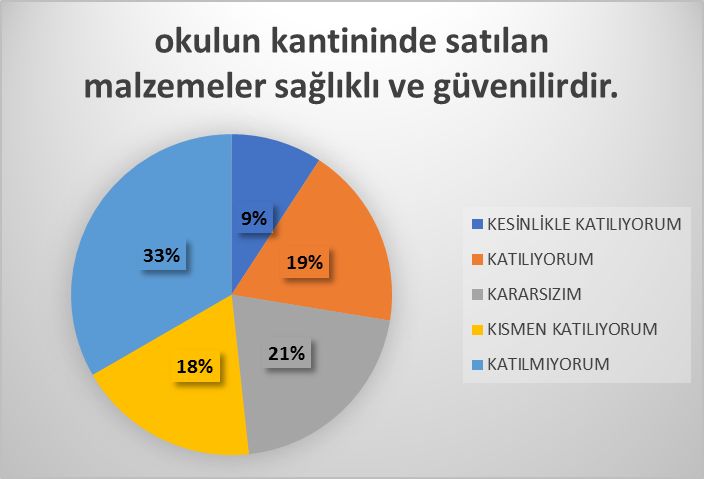 okulun kantininde satılan
malzemeler sağlıklı ve güvenilirdir.
9%
19%
21%
18%
33%
KESİNLİKLE KATILIYORUM
KATILIYORUM
KARARSIZIM
KISMEN KATILIYORUM
KATILMIYORUM